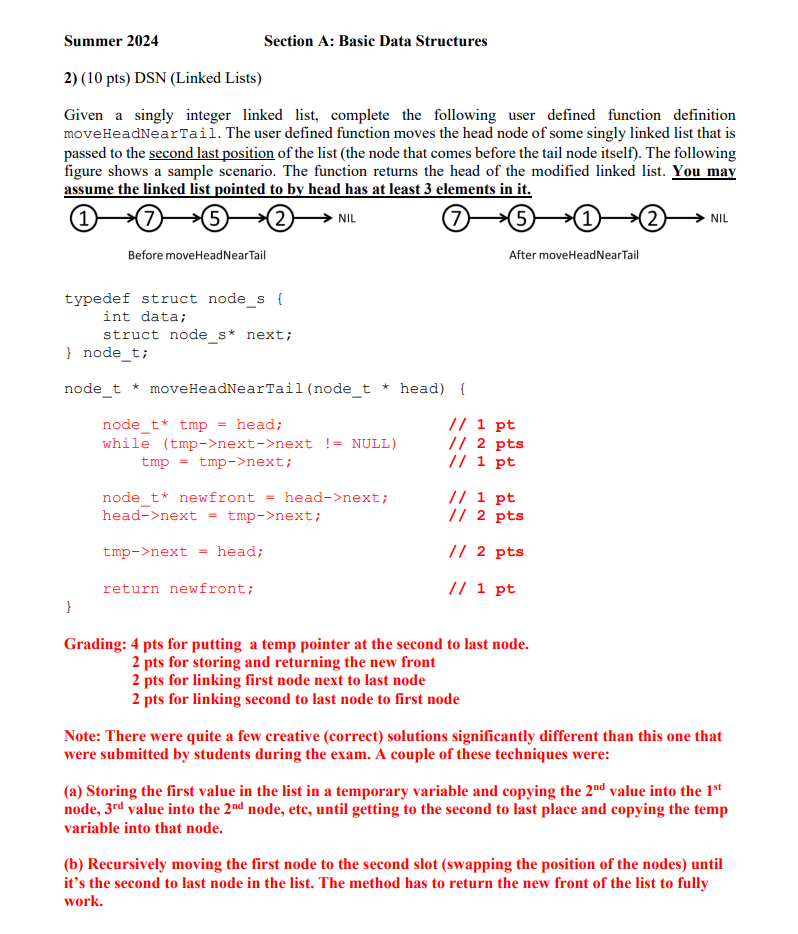 Summer 2024 Section A: Basic Data Structures
2) (10 pts) DSN (Linked Lists)
Given a singly integer linked list, complete the following user defined function definition
moveHeadNearTail. The user defined function moves the head node of some singly linked list that is
passed to the second last position of the list (the node that comes before the tail node itself). The following
figure shows a sample scenario. The function returns the head of the modified linked list. You may
assume the linked list pointed to by head has at least 3 elements in it.
1 7 5 2 NIL 7 5 1 2 NIL
Before moveHeadNearTail After moveHeadNearTail
typedef struct node_s {
int data;
struct node_s* next;
} node_t;
node_t * moveHeadNearTail(node_t * head) {
node_t* tmp = head; // 1 pt
while (tmp->next->next != NULL) // 2 pts
tmp = tmp->next; // 1 pt
node_t* newfront = head->next; // 1 pt
head->next = tmp->next; // 2 pts
tmp->next = head; // 2 pts
return newfront; // 1 pt
}
Grading: 4 pts for putting a temp pointer at the second to last node.
2 pts for storing and returning the new front
2 pts for linking first node next to last node
2 pts for linking second to last node to first node
Note: There were quite a few creative (correct) solutions significantly different than this one that
were submitted by students during the exam. A couple of these techniques were:
(a) Storing the first value in the list in a temporary variable and copying the 2nd value into the 1st
node, 3rd value into the 2nd node, etc, until getting to the second to last place and copying the temp
variable into that node.
(b) Recursively moving the first node to the second slot (swapping the position of the nodes) until
it's the second to last node in the list. The method has to return the new front of the list to fully
work.